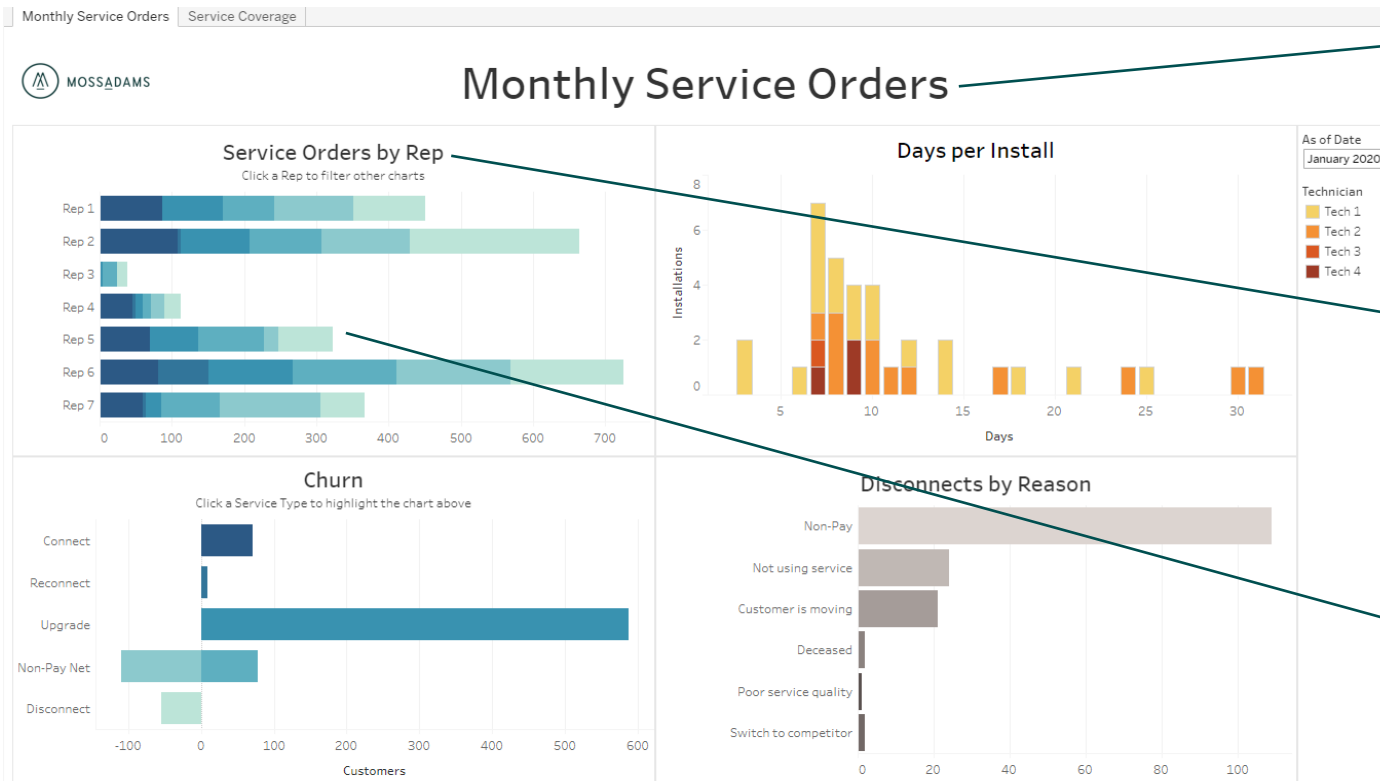 Monthly Service Orders
Service Coverage
MOSSADAMS
Monthly Service Orders
Service Orders by Rep
Click a Rep to filter other charts
Rep 1
Rep 2
Rep 3
Rep 4
Rep 5
Rep 6
Rep 7
0 100 200 300 400 500 600 700
Days per Install
Installations
8
6
4
2
0
5 10 15 20 25 30
Days
As of Date
January 2020
Technician
Tech 1
Tech 2
Tech 3
Tech 4
Churn
Click a Service Type to highlight the chart above
Connect
Reconnect
Upgrade
Non-Pay Net
Disconnect
-100 0 100 200 300 400 500 600
Customers
Disconnects by Reason
Non-Pay
Not using service
Customer is moving
Deceased
Poor service quality
Switch to competitor
0 20 40 60 80 100